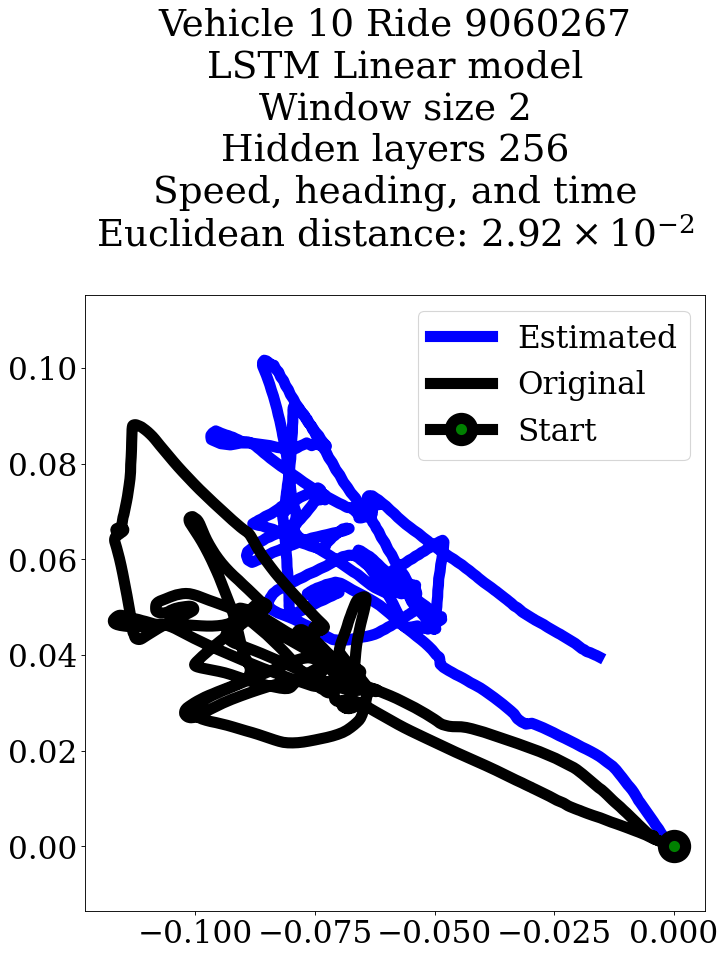 Vehicle 10 Ride 9060267
LSTM Linear model
Window size 2
Hidden layers 256
Speed, heading, and time
Euclidean distance: 2.92 × 10⁻²
Estimated
Original
Start
0.10
0.08
0.06
0.04
0.02
0.00
−0.100 −0.075 −0.050 −0.025 0.000